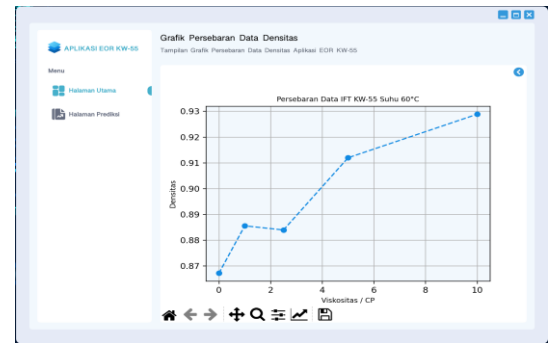 Grafik Persebaran Data Densitas
APLIKASI EOR KW-55
Tampilan Grafik Persebaran Data Densitas Aplikasi EOR KW-55
Menu
Halaman Utama
Halaman Prediksi
Persebaran Data IFT KW-55 Suhu 60°C
0.93
0.92
0.91
0.90
0.89
0.88
0.87
Densitas
0 2 4 6 8 10
Viskositas / CP